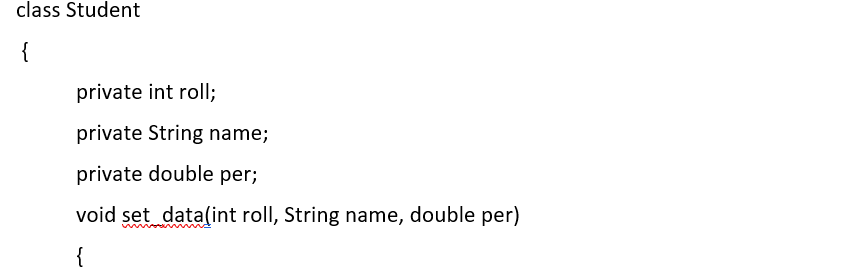 class Student
{
private int roll;
private String name;
private double per;
void set_data(int roll, String name, double per)
{